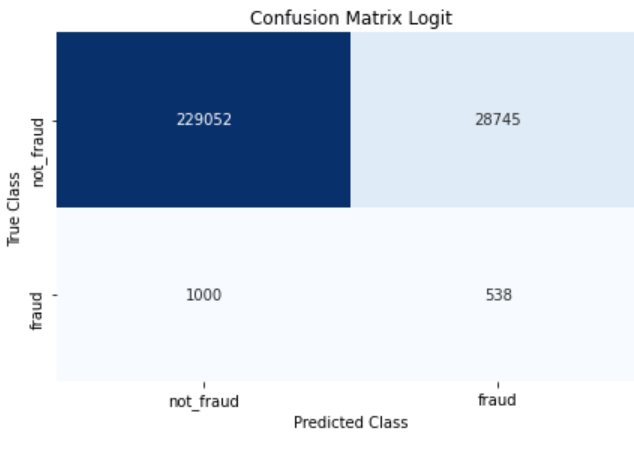 Confusion Matrix Logit
True Class
not_fraud
229052
28745
fraud
1000
538
not_fraud
fraud
Predicted Class